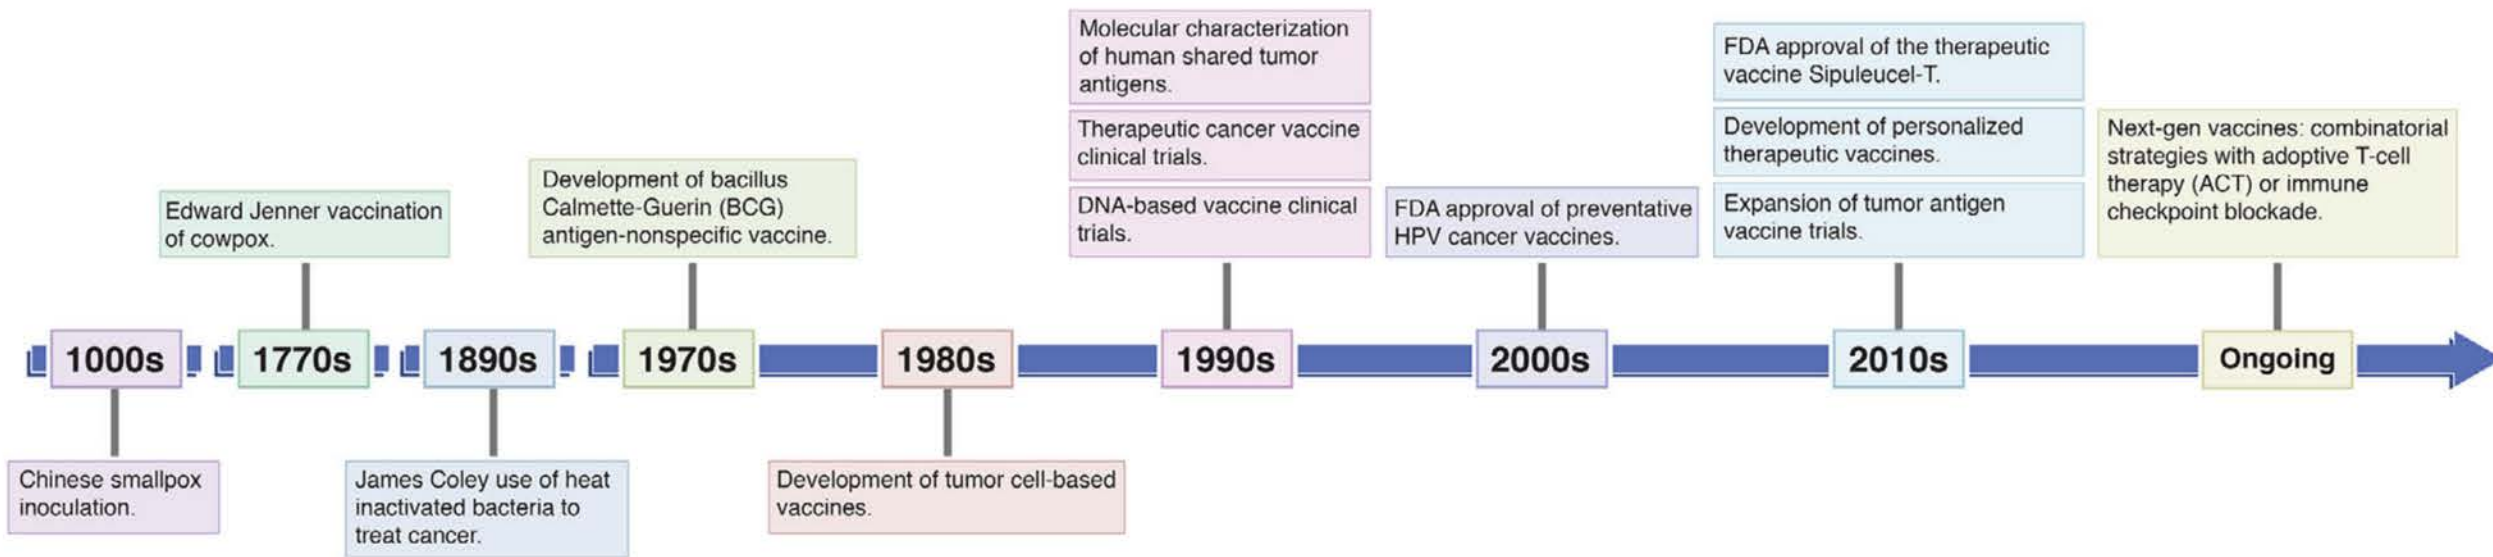 Molecular characterization
of human shared tumor
antigens.
Therapeutic cancer vaccine
clinical trials.
DNA-based vaccine clinical
trials.
FDA approval of the therapeutic
vaccine Sipuleucel-T.
Development of personalized
therapeutic vaccines.
Expansion of tumor antigen
vaccine trials.
Next-gen vaccines: combinatorial
strategies with adoptive T-cell
therapy (ACT) or immune
checkpoint blockade.
Edward Jenner vaccination
of cowpox.
Development of bacillus
Calmette-Guerin (BCG)
antigen-nonspecific vaccine.
FDA approval of preventative
HPV cancer vaccines.
1000s
1770s
1890s
1970s
1980s
1990s
2000s
2010s
Ongoing
Chinese smallpox
inoculation.
James Coley use of heat
inactivated bacteria to
treat cancer.
Development of tumor cell-based
vaccines.